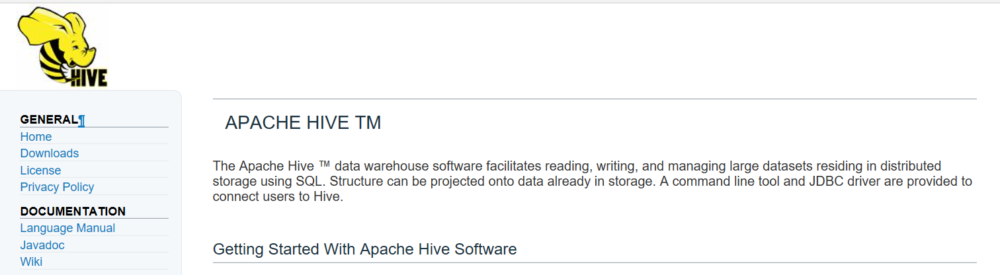 HIVE
GENERAL¶
Home
Downloads
License
Privacy Policy
DOCUMENTATION
Language Manual
Javadoc
Wiki
APACHE HIVE TM
The Apache Hive ™ data warehouse software facilitates reading, writing, and managing large datasets residing in distributed
storage using SQL. Structure can be projected onto data already in storage. A command line tool and JDBC driver are provided to
connect users to Hive.
Getting Started With Apache Hive Software